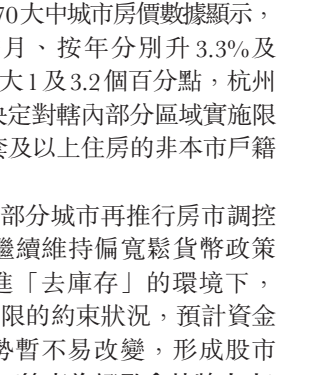 70大中城市房價數據顯示，
月、按年分別升3.3%及
大1及3.2個百分點，杭州
決定對轄內部分區域實施限
套及以上住房的非本市戶籍
部分城市再推行房市調控
繼續維持偏寬鬆貨幣政策
進「去庫存」的環境下，
限的約束狀況，預計資金
勢暫不易改變，形成股市